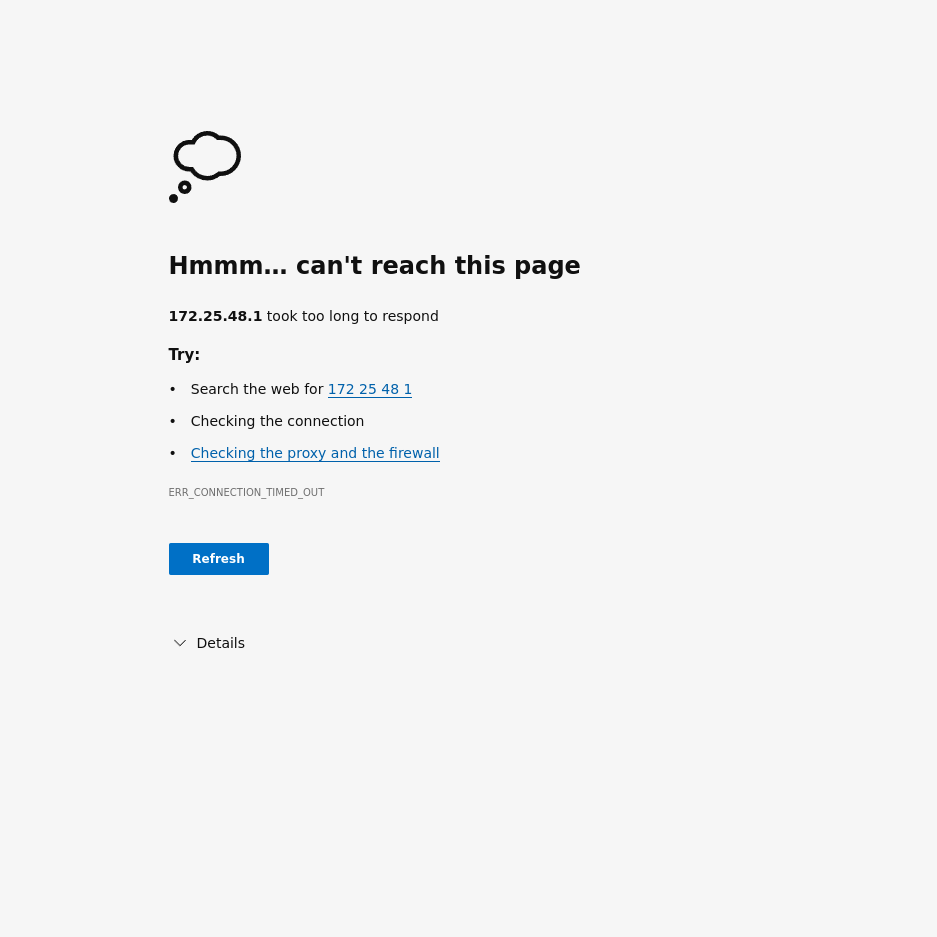 Hmmm… can't reach this page
172.25.48.1 took too long to respond
Try:
• Search the web for 172 25 48 1
• Checking the connection
• Checking the proxy and the firewall
ERR_CONNECTION_TIMED_OUT
Refresh
Details